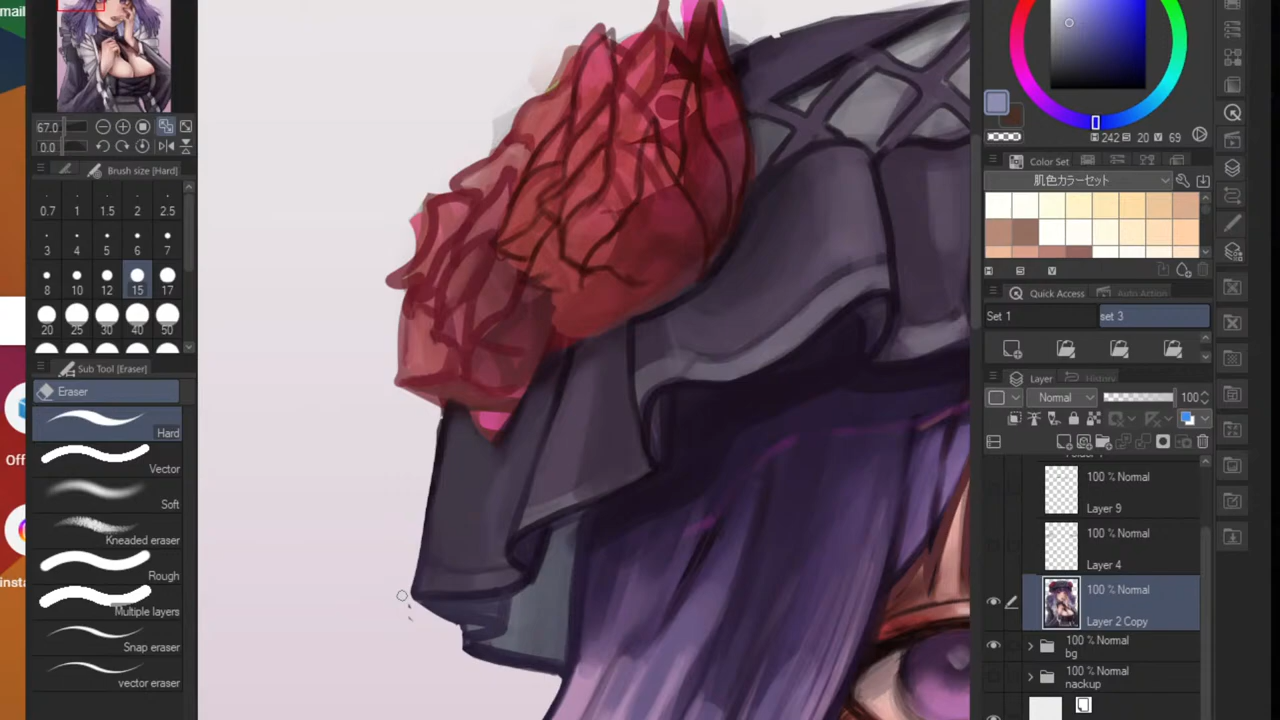 mail
Off
insta
67.0
0.0
Brush size [Hard]
0.7 1 1.5 2 2.5
3 4 5 6 7
8 10 12 15 17
20 25 30 40 50
Sub Tool [Eraser]
Eraser
Hard
Vector
Soft
Kneaded eraser
Rough
Multiple layers
Snap eraser
vector eraser
H 242 S 20 V 69
Color Set
肌色カラーセット
H S V
Quick Access Auto Action
Set 1 set 3
Layer History
Normal 100
100 % Normal
Layer 9
100 % Normal
Layer 4
100 % Normal
Layer 2 Copy
100 % Normal
bg
100 % Normal
nackup